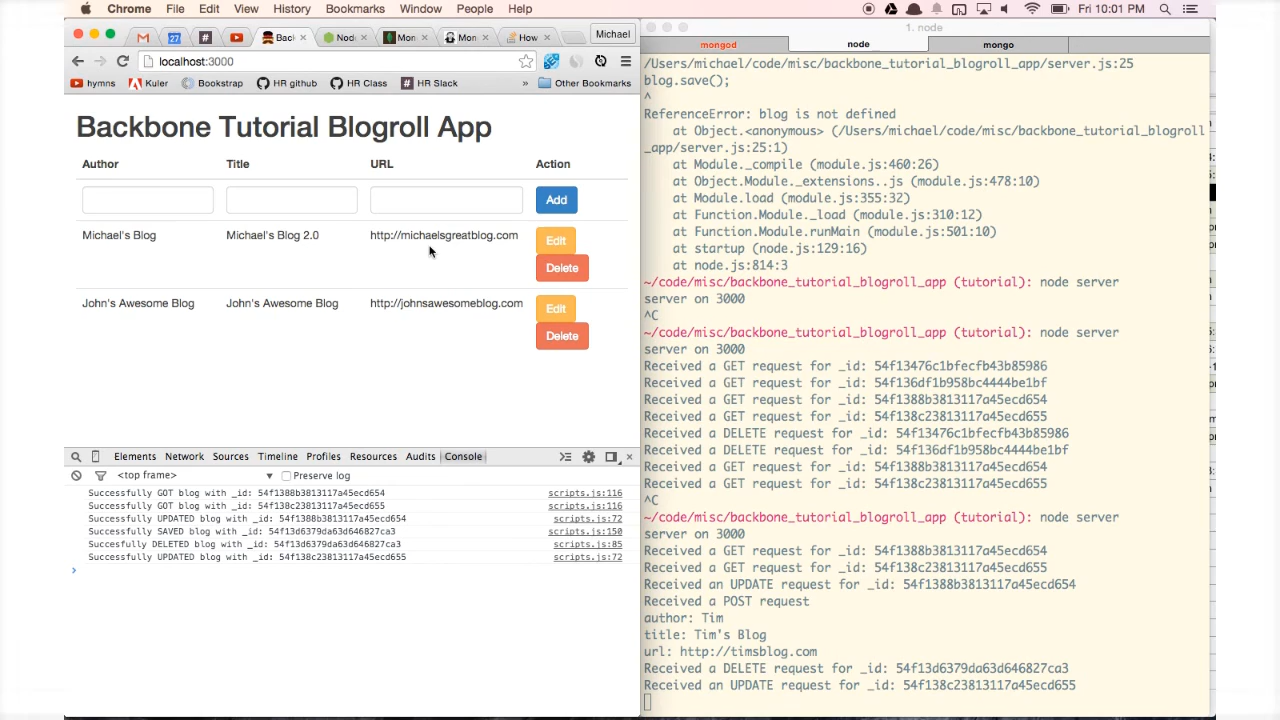 Chrome File Edit View History Bookmarks Window People Help Fri 10:01 PM
27 # Back × Node × Mon × Mon × How × Michael
localhost:3000
hymns Kuler Bootstrap HR github HR Class # HR Slack » Other Bookmarks
Backbone Tutorial Blogroll App
Author Title URL Action
Add
Michael's Blog Michael's Blog 2.0 http://michaelsgreatblog.com Edit
Delete
John's Awesome Blog John's Awesome Blog http://johnsawesomeblog.com Edit
Delete
Elements Network Sources Timeline Profiles Resources Audits Console
<top frame> Preserve log
Successfully GOT blog with _id: 54f1388b3813117a45ecd654 scripts.js:116
Successfully GOT blog with _id: 54f138c23813117a45ecd655 scripts.js:116
Successfully UPDATED blog with _id: 54f1388b3813117a45ecd654 scripts.js:72
Successfully SAVED blog with _id: 54f13d6379da63d646827ca3 scripts.js:150
Succesfully DELETED blog with _id: 54f13d6379da63d646827ca3 scripts.js:85
Successfully UPDATED blog with _id: 54f138c23813117a45ecd655 scripts.js:72
1. node
mongod node mongo
/Users/michael/code/misc/backbone_tutorial_blogroll_app/server.js:25
blog.save();
^
ReferenceError: blog is not defined
at Object.<anonymous> (/Users/michael/code/misc/backbone_tutorial_blogroll
_app/server.js:25:1)
at Module._compile (module.js:460:26)
at Object.Module._extensions..js (module.js:478:10)
at Module.load (module.js:355:32)
at Function.Module._load (module.js:310:12)
at Function.Module.runMain (module.js:501:10)
at startup (node.js:129:16)
at node.js:814:3
~/code/misc/backbone_tutorial_blogroll_app (tutorial): node server
server on 3000
^C
~/code/misc/backbone_tutorial_blogroll_app (tutorial): node server
server on 3000
Received a GET request for _id: 54f13476c1bfecfb43b85986
Received a GET request for _id: 54f136df1b958bc4444be1bf
Received a GET request for _id: 54f1388b3813117a45ecd654
Received a GET request for _id: 54f138c23813117a45ecd655
Received a DELETE request for _id: 54f13476c1bfecfb43b85986
Received a DELETE request for _id: 54f136df1b958bc4444be1bf
Received a GET request for _id: 54f1388b3813117a45ecd654
Received a GET request for _id: 54f138c23813117a45ecd655
^C
~/code/misc/backbone_tutorial_blogroll_app (tutorial): node server
server on 3000
Received a GET request for _id: 54f1388b3813117a45ecd654
Received a GET request for _id: 54f138c23813117a45ecd655
Received an UPDATE request for _id: 54f1388b3813117a45ecd654
Received a POST request
author: Tim
title: Tim's Blog
url: http://timsblog.com
Received a DELETE request for _id: 54f13d6379da63d646827ca3
Received an UPDATE request for _id: 54f138c23813117a45ecd655